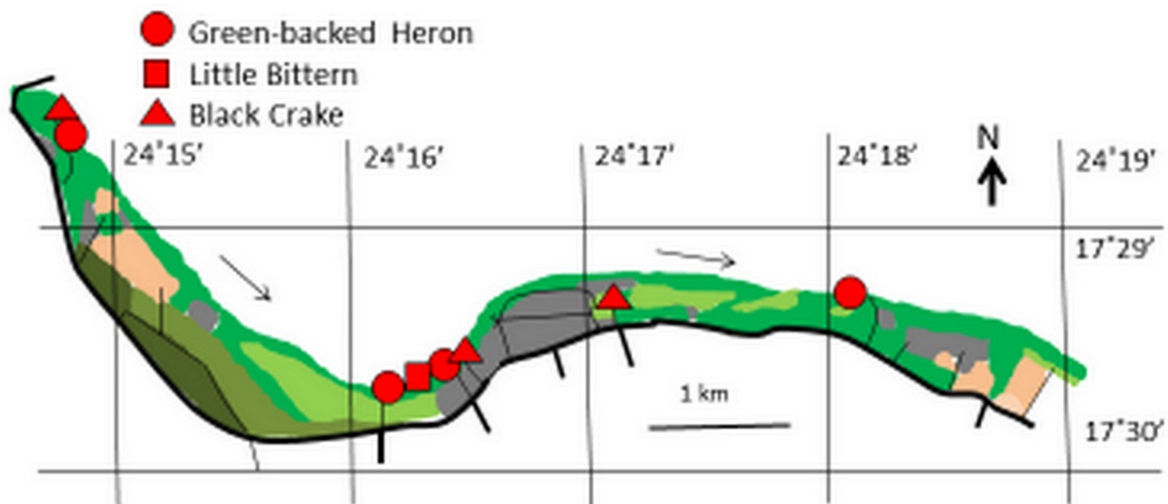 Green-backed Heron
Little Bittern
Black Crake
N
24˚15′
24˚16′
24˚17′
24˚18′
24˚19′
17˚29′
1 km
17˚30′